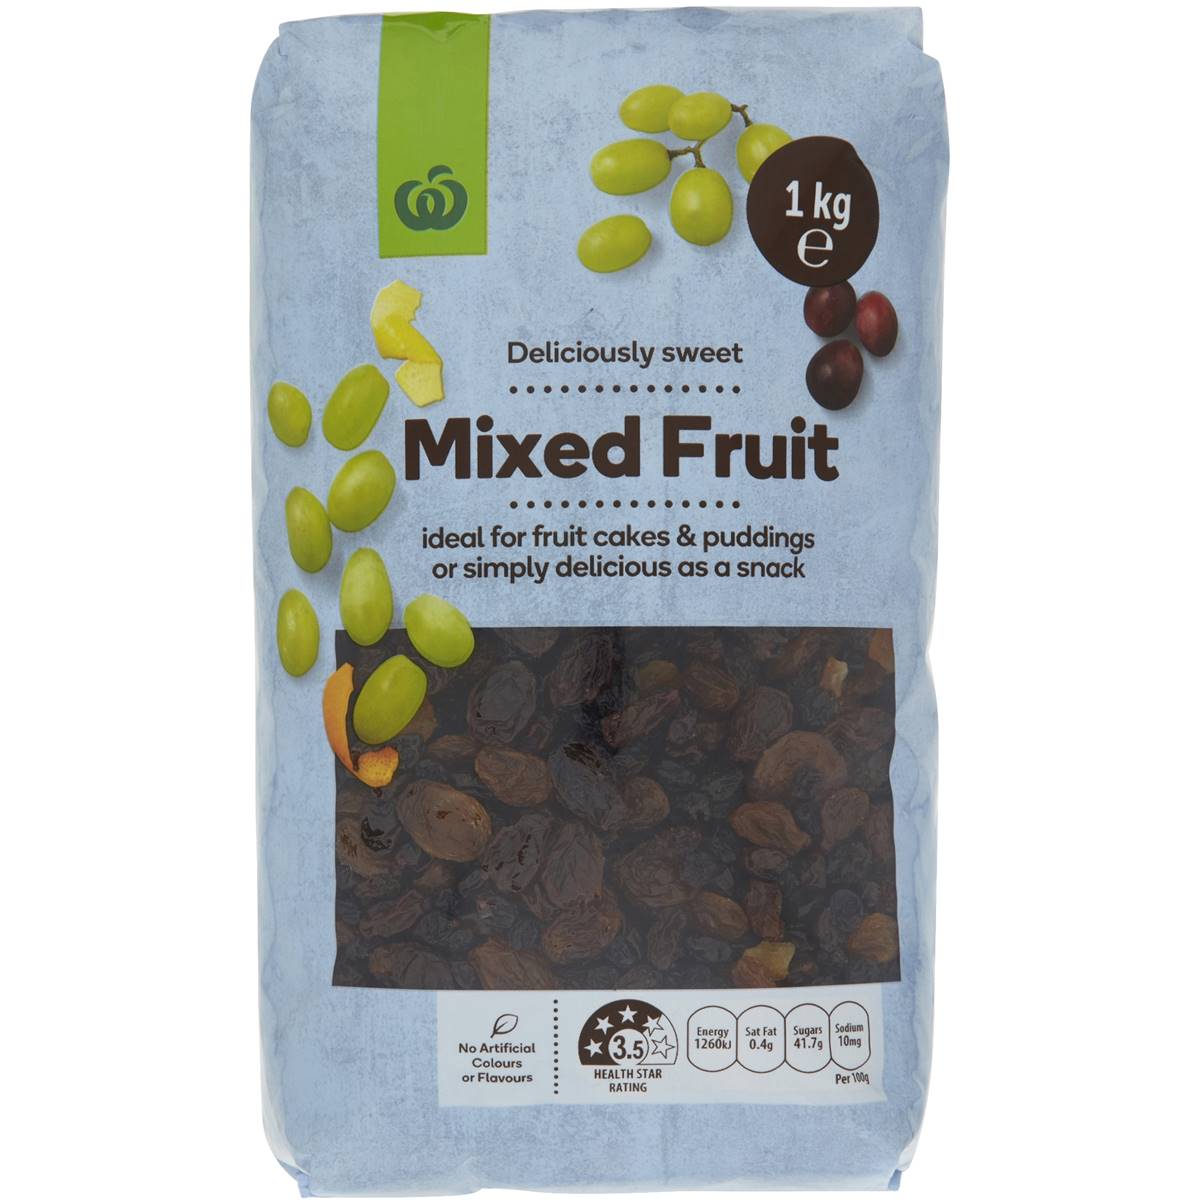 1 kg
e
Deliciously sweet
Mixed Fruit
ideal for fruit cakes & puddings
or simply delicious as a snack
No Artificial
Colours
or Flavours
3.5
HEALTH STAR
RATING
Energy
1260kJ
Sat Fat
0.4g
Sugars
41.7g
Sodium
10mg
Per 100g